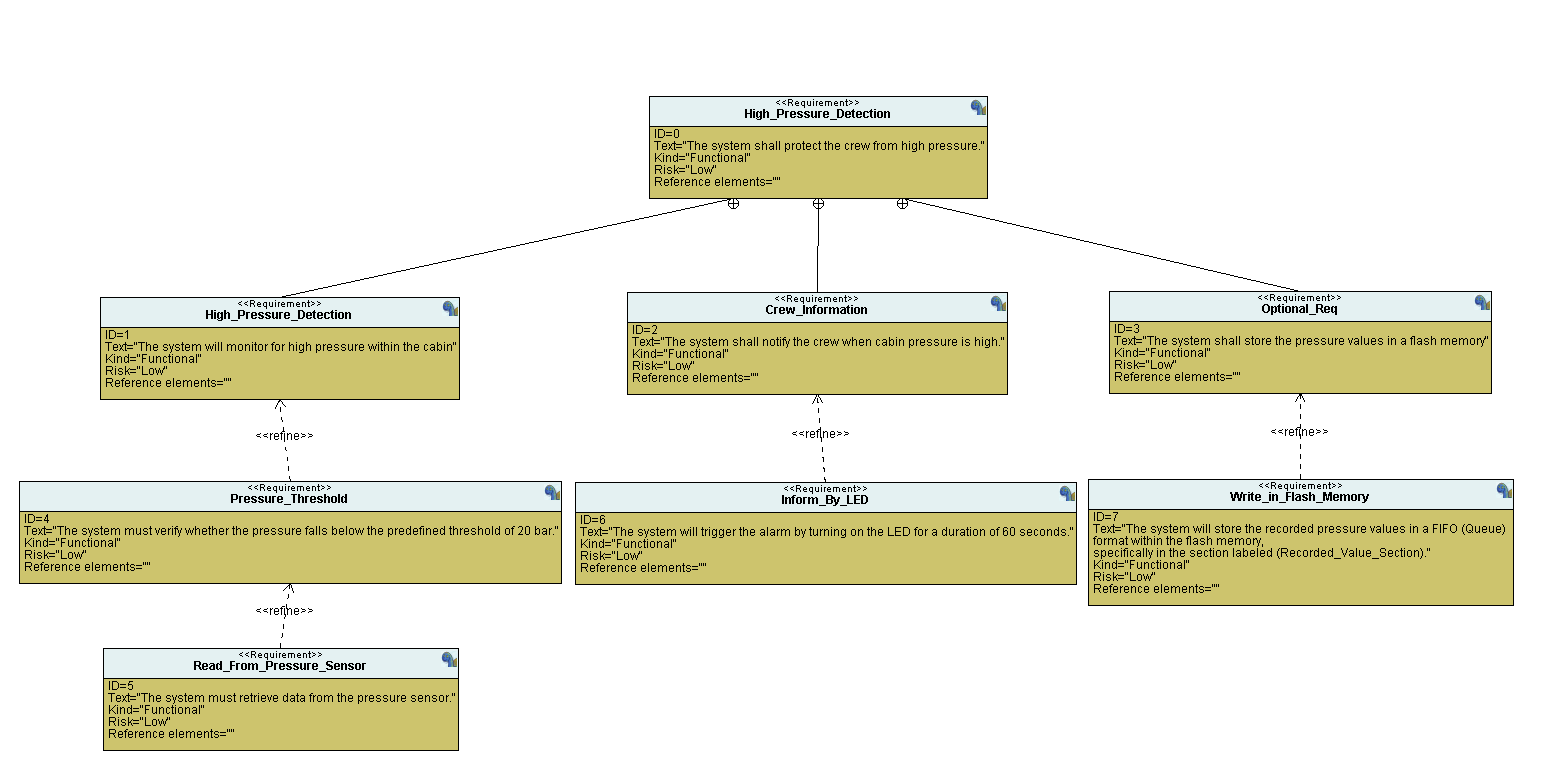 <<Requirement>>
High_Pressure_Detection
ID=0
Text="The system shall protect the crew from high pressure."
Kind="Functional"
Risk="Low"
Reference elements=""
<<Requirement>>
High_Pressure_Detection
ID=1
Text="The system will monitor for high pressure within the cabin"
Kind="Functional"
Risk="Low"
Reference elements=""
<<Requirement>>
Crew_Information
ID=2
Text="The system shall notify the crew when cabin pressure is high."
Kind="Functional"
Risk="Low"
Reference elements=""
<<Requirement>>
Optional_Req
ID=3
Text="The system shall store the pressure values in a flash memory"
Kind="Functional"
Risk="Low"
Reference elements=""
<<refine>>
<<refine>>
<<refine>>
<<Requirement>>
Pressure_Threshold
ID=4
Text="The system must verify whether the pressure falls below the predefined threshold of 20 bar."
Kind="Functional"
Risk="Low"
Reference elements=""
<<Requirement>>
Inform_By_LED
ID=6
Text="The system will trigger the alarm by turning on the LED for a duration of 60 seconds."
Kind="Functional"
Risk="Low"
Reference elements=""
<<Requirement>>
Write_in_Flash_Memory
ID=7
Text="The system will store the recorded pressure values in a FIFO (Queue)
format within the flash memory,
specifically in the section labeled (Recorded_Value_Section)."
Kind="Functional"
Risk="Low"
Reference elements=""
<<refine>>
<<Requirement>>
Read_From_Pressure_Sensor
ID=5
Text="The system must retrieve data from the pressure sensor."
Kind="Functional"
Risk="Low"
Reference elements=""